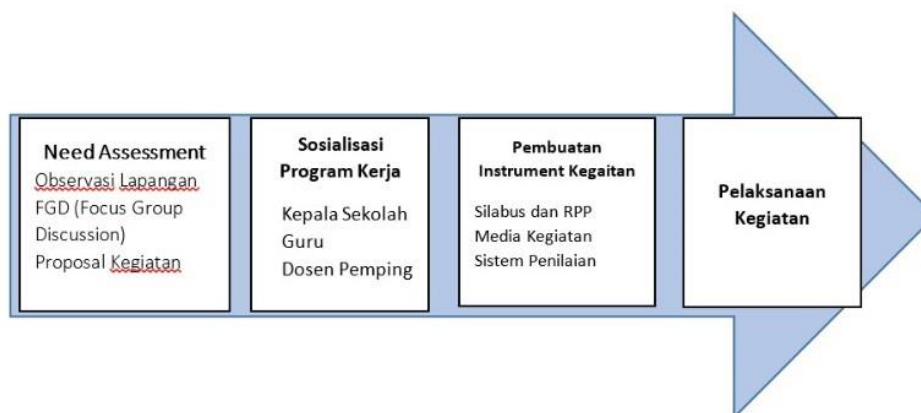 Need Assessment
Observasi Lapangan
FGD (Focus Group
Discussion)
Proposal Kegiatan
Sosialisasi
Program Kerja
Kepala Sekolah
Guru
Dosen Pemping
Pembuatan
Instrument Kegaitan
Silabus dan RPP
Media Kegiatan
Sistem Penilaian
Pelaksanaan
Kegiatan